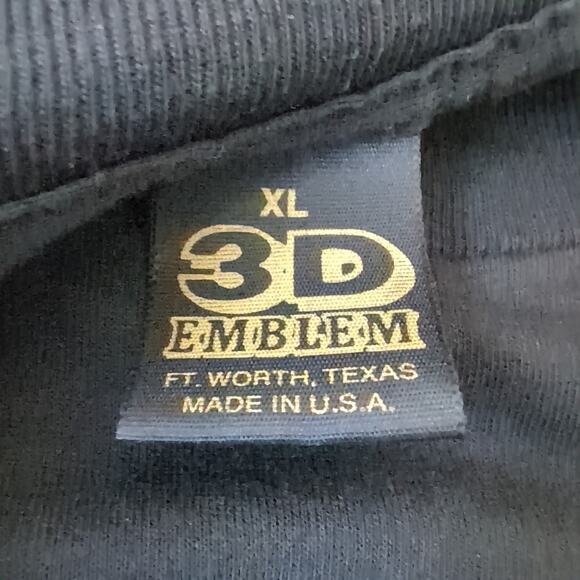 XL
3D
EMBLEM
FT. WORTH, TEXAS
MADE IN U.S.A.